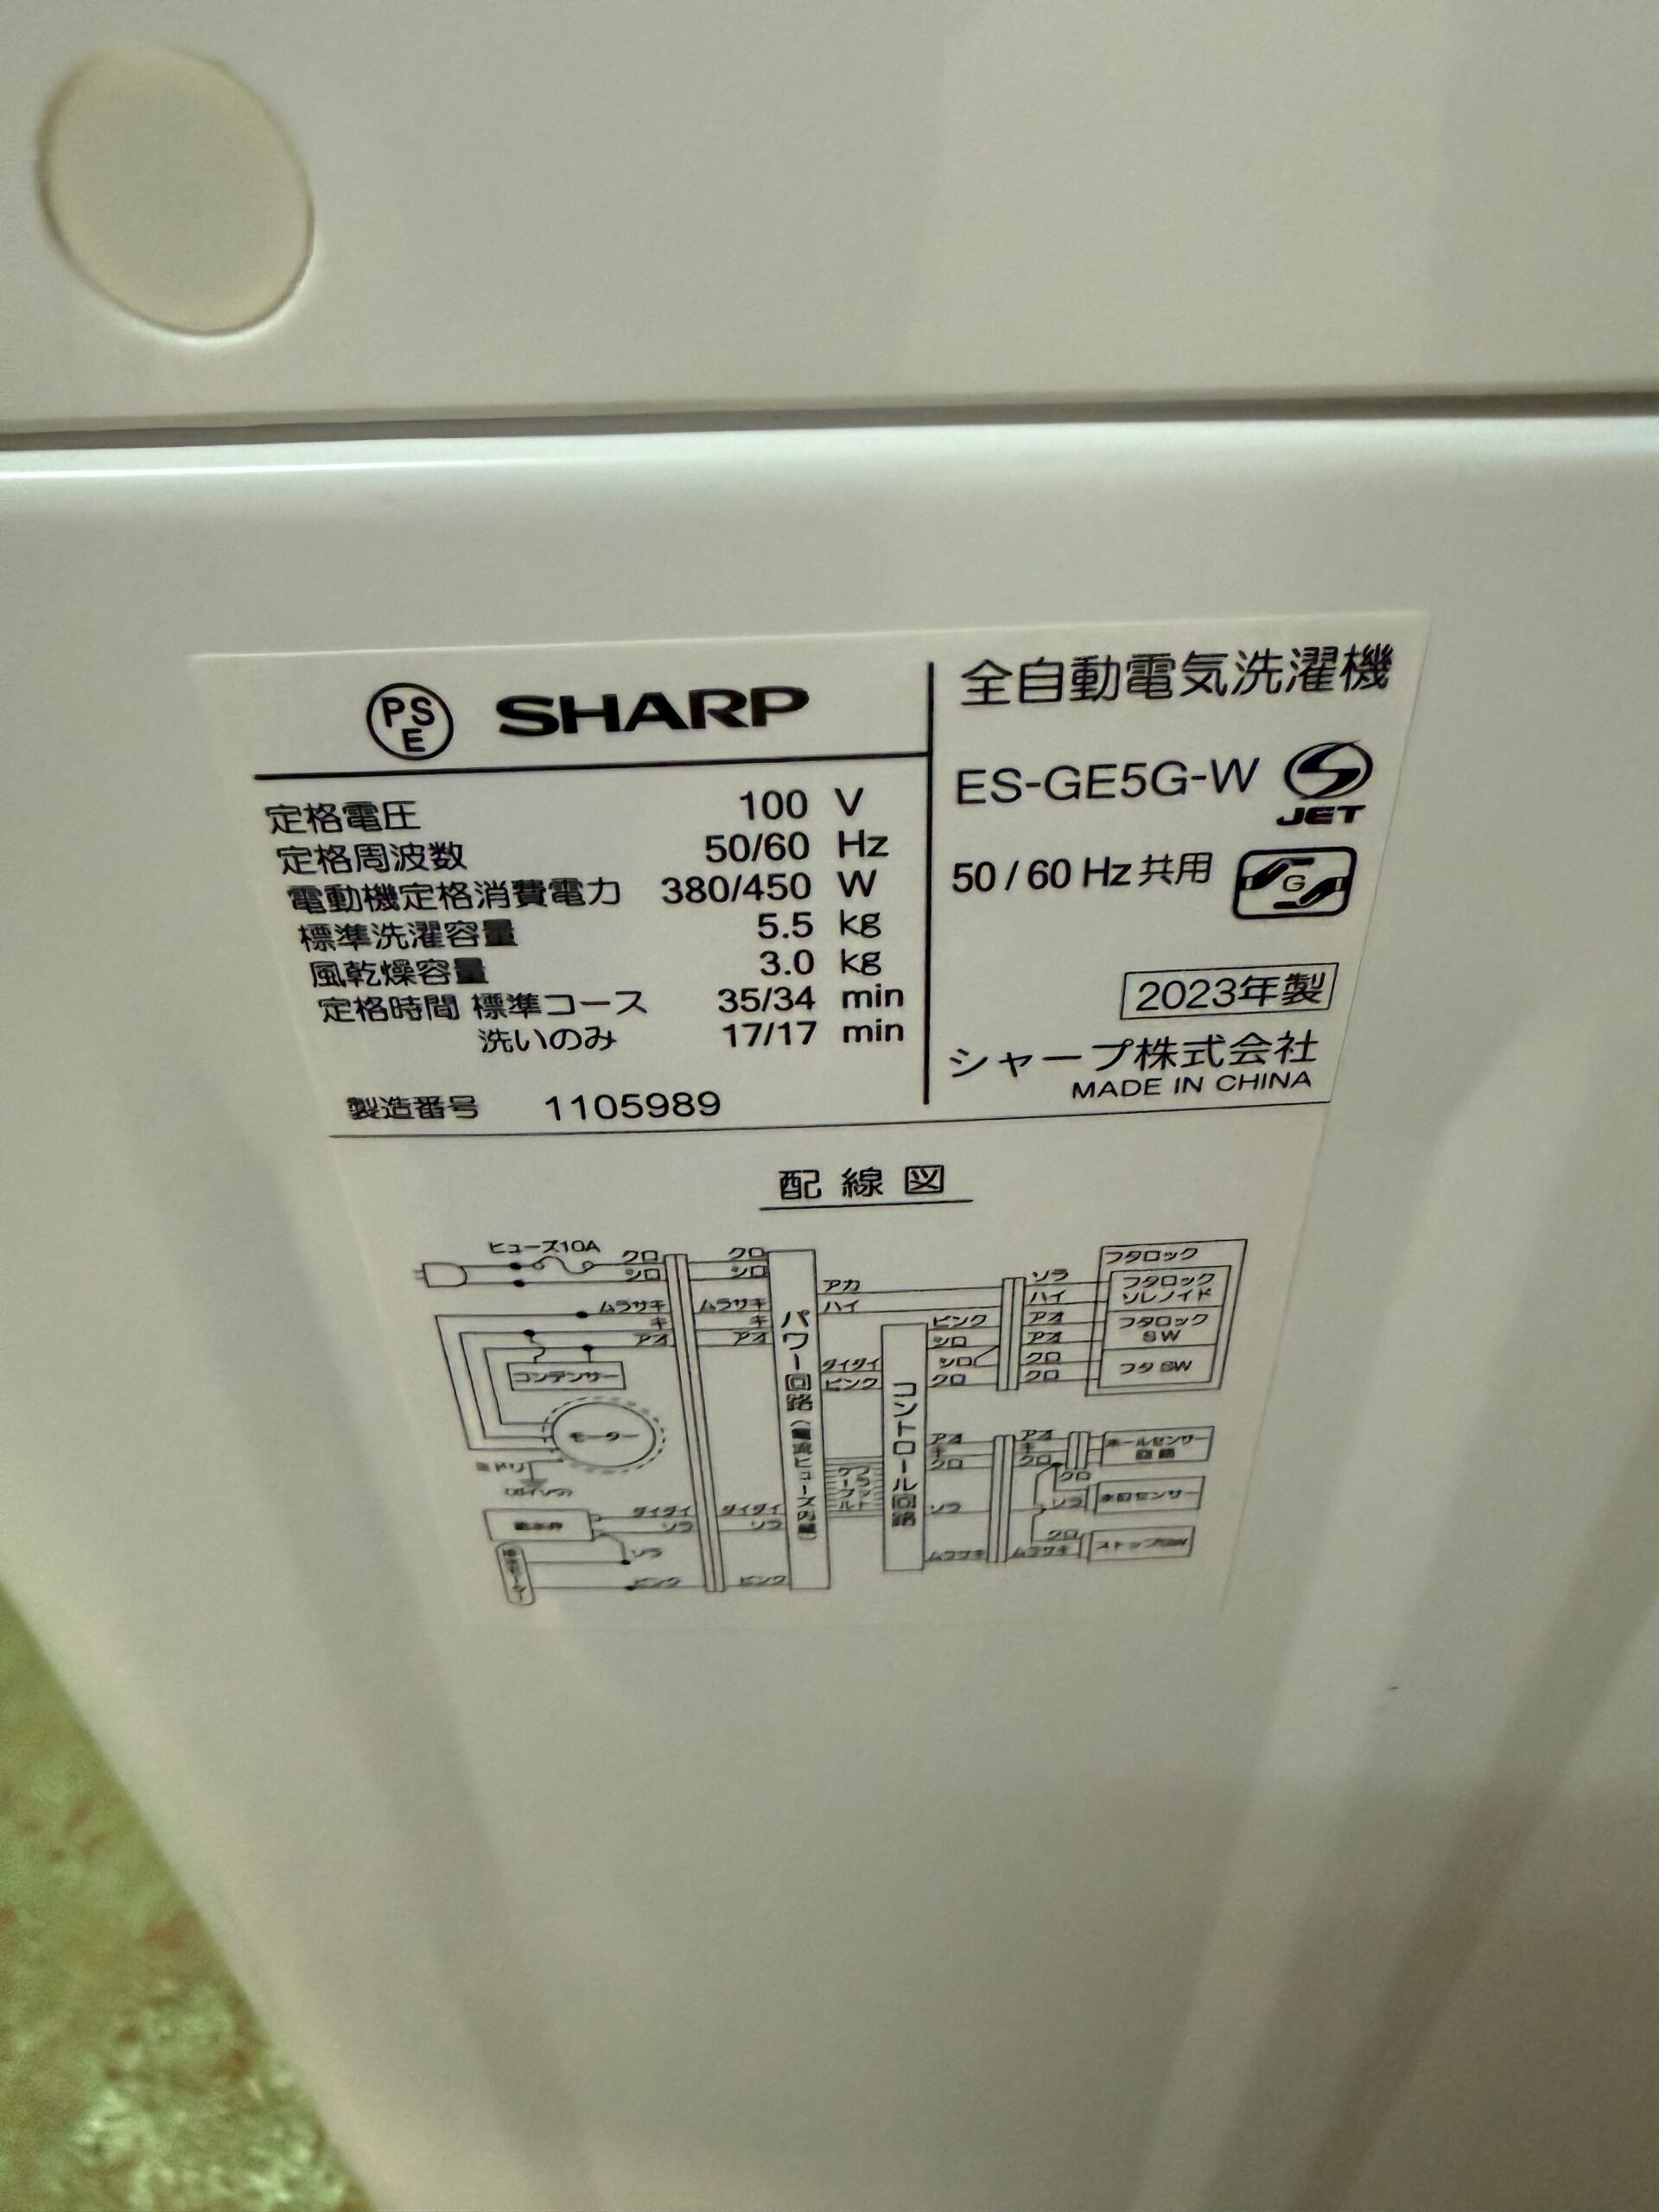 PSE SHARP
定格電圧 100 V
定格周波数 50/60 Hz
電動機定格消費電力 380/450 W
標準洗濯容量 5.5 kg
風乾燥容量 3.0 kg
定格時間 標準コース 35/34 min
洗いのみ 17/17 min
製造番号 1105989
全自動電気洗濯機
ES-GE5G-W
JET
50/60 Hz共用
G
2023年製
シャープ株式会社
MADE IN CHINA
配線図
ヒューズ10A
クロ クロ
シロ シロ
ムラサキ ムラサキ
キ キ
アオ アオ
コンデンサー
モーター
ダイダイ ダイダイ
ソラ ソラ
ソラ
ピンク ピンク
パワー回路
アカ
ハイ
ダイダイ
ピンク
フラット
ケーブル
コントロール回路
ピンク
シロ
シロ
クロ
ソラ
ハイ
アオ
アオ
クロ
クロ
フタロック
フタロック
ソレノイド
フタロック
SW
フタ SW
アオ アオ
キ キ
クロ クロ
クロ
ソラ ソラ
クロ
ムラサキ ムラサキ